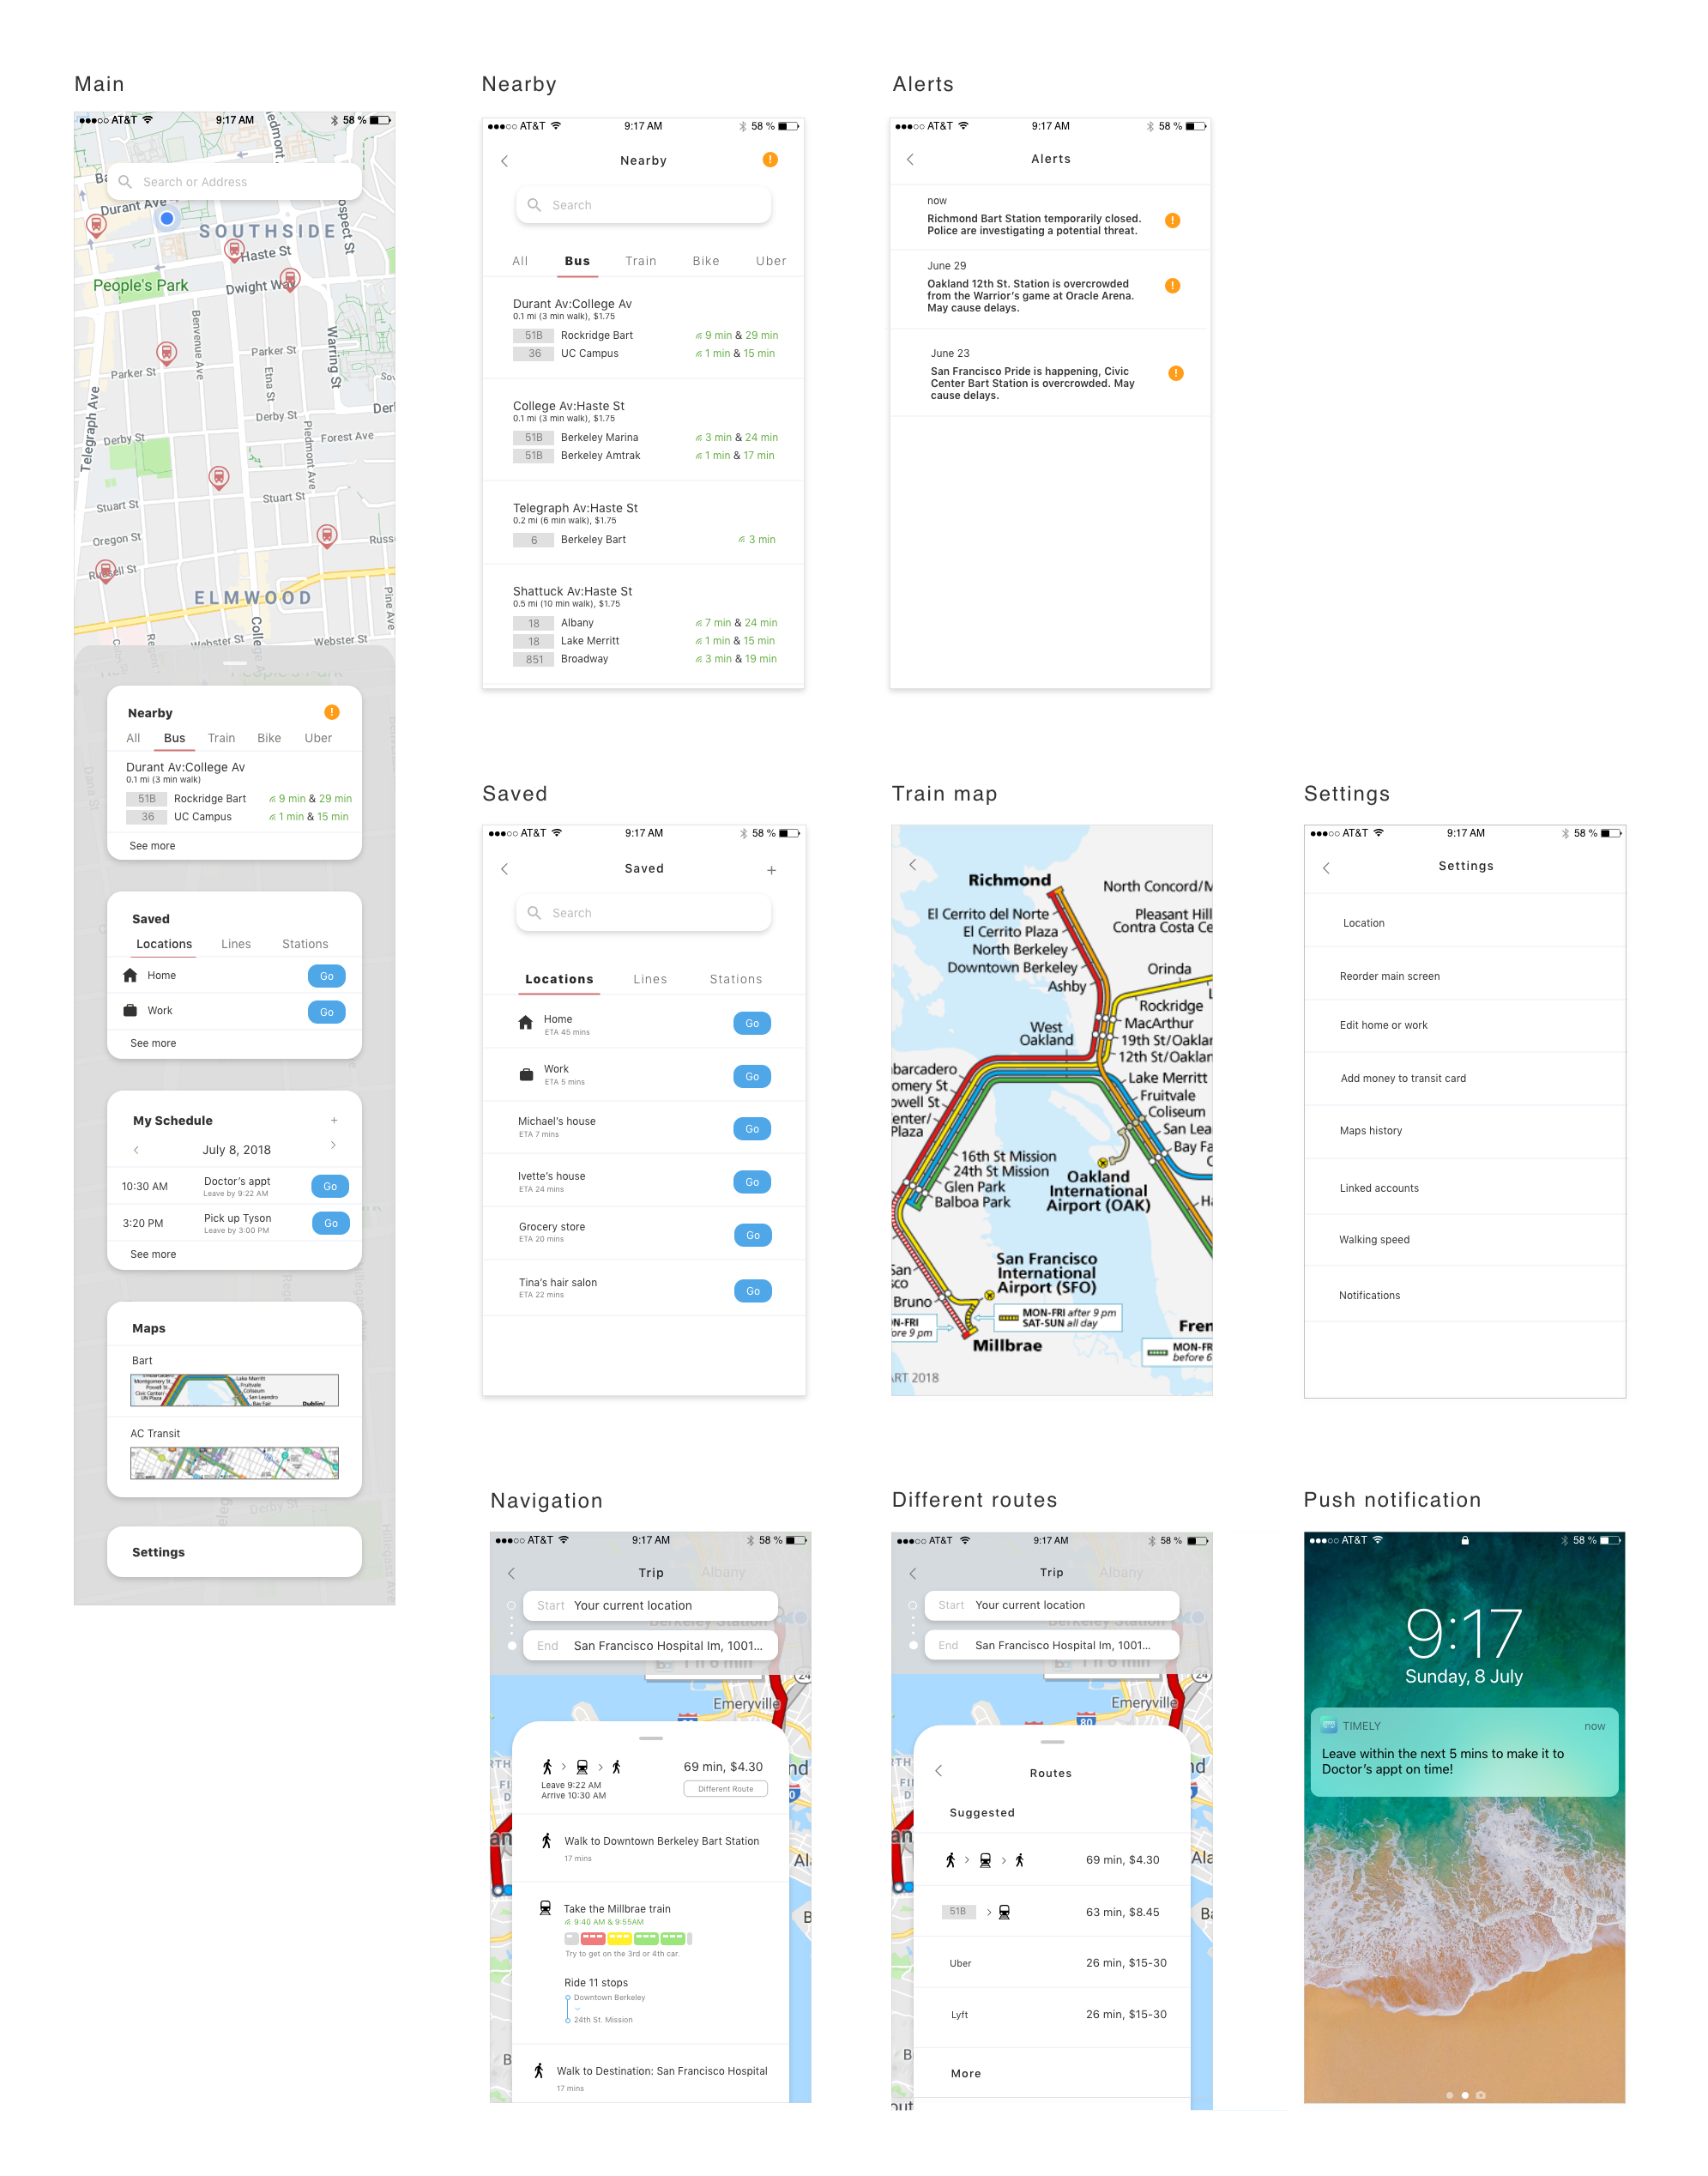 Main
AT&T 9:17 AM 58 %
Search or Address
Durant Ave
SOUTHSIDE
Haste St
People's Park
Dwight Way
Benvenue Ave
Warring St
Parker St
Etna St
Parker St
Telegraph Ave
Derby St
Piedmont Ave
Forest Ave
Derby St
Stuart St
Stuart St
Oregon St
Russell St
ELMWOOD
Pine Ave
Webster St
Webster St
Nearby
All Bus Train Bike Uber
Durant Av:College Av
0.1 mi (3 min walk)
51B Rockridge Bart 9 min & 29 min
36 UC Campus 1 min & 15 min
See more
Saved
Locations Lines Stations
Home Go
Work Go
See more
My Schedule +
July 8, 2018
10:30 AM Doctor's appt Go
Leave by 9:22 AM
3:20 PM Pick up Tyson Go
Leave by 3:00 PM
See more
Maps
Bart
AC Transit
Derby St
Settings
Nearby
AT&T 9:17 AM 58 %
Nearby
Search
All Bus Train Bike Uber
Durant Av:College Av
0.1 mi (3 min walk), $1.75
51B Rockridge Bart 9 min & 29 min
36 UC Campus 1 min & 15 min
College Av:Haste St
0.1 mi (3 min walk), $1.75
51B Berkeley Marina 3 min & 24 min
51B Berkeley Amtrak 1 min & 17 min
Telegraph Av:Haste St
0.2 mi (6 min walk), $1.75
6 Berkeley Bart 3 min
Shattuck Av:Haste St
0.5 mi (10 min walk), $1.75
18 Albany 7 min & 24 min
18 Lake Merritt 1 min & 15 min
851 Broadway 3 min & 19 min
Alerts
AT&T 9:17 AM 58 %
Alerts
now
Richmond Bart Station temporarily closed.
Police are investigating a potential threat.
June 29
Oakland 12th St. Station is overcrowded
from the Warrior's game at Oracle Arena.
May cause delays.
June 23
San Francisco Pride is happening, Civic
Center Bart Station is overcrowded. May
cause delays.
Saved
AT&T 9:17 AM 58 %
Saved +
Search
Locations Lines Stations
Home Go
ETA 45 mins
Work Go
ETA 5 mins
Michael's house Go
ETA 7 mins
Ivette's house Go
ETA 24 mins
Grocery store Go
ETA 20 mins
Tina's hair salon Go
ETA 22 mins
Train map
Richmond
North Concord/M
El Cerrito del Norte
Pleasant Hill
El Cerrito Plaza
Contra Costa Ce
North Berkeley
Downtown Berkeley
Orinda
Ashby
Rockridge
MacArthur
West
Oakland
19th St/Oaklan
12th St/Oaklan
barcadero
Lake Merritt
omery St
Fruitvale
owell St
Coliseum
enter/
San Lea
Plaza
Bay Fa
16th St Mission
24th St Mission
Glen Park
Balboa Park
Oakland
International
Airport (OAK)
San Francisco
International
Airport (SFO)
Bruno
MON-FRI after 9 pm
SAT-SUN all day
N-FRI
ore 9 pm
Millbrae
Frem
MON-FR
before 6
ART 2018
Settings
AT&T 9:17 AM 58 %
Settings
Location
Reorder main screen
Edit home or work
Add money to transit card
Maps history
Linked accounts
Walking speed
Notifications
Navigation
AT&T 9:17 AM 58 %
Trip
Albany
Start Your current location
Berkeley Station
End San Francisco Hospital Im, 1001...
1 h 6 min
24
Emeryville
69 min, $4.30
Leave 9:22 AM
Arrive 10:30 AM
Different Route
Walk to Downtown Berkeley Bart Station
17 mins
Take the Millbrae train
9:40 AM & 9:55AM
Try to get on the 3rd or 4th car.
Ride 11 stops
Downtown Berkeley
24th St. Mission
Walk to Destination: San Francisco Hospital
17 mins
Different routes
AT&T 9:17 AM 58 %
Trip
Albany
Start Your current location
Berkeley Station
End San Francisco Hospital Im, 1001...
1 h 6 min
24
Emeryville
80
Routes
Suggested
69 min, $4.30
51B 63 min, $8.45
Uber 26 min, $15-30
Lyft 26 min, $15-30
More
Push notification
AT&T 58 %
9:17
Sunday, 8 July
TIMELY now
Leave within the next 5 mins to make it to
Doctor's appt on time!